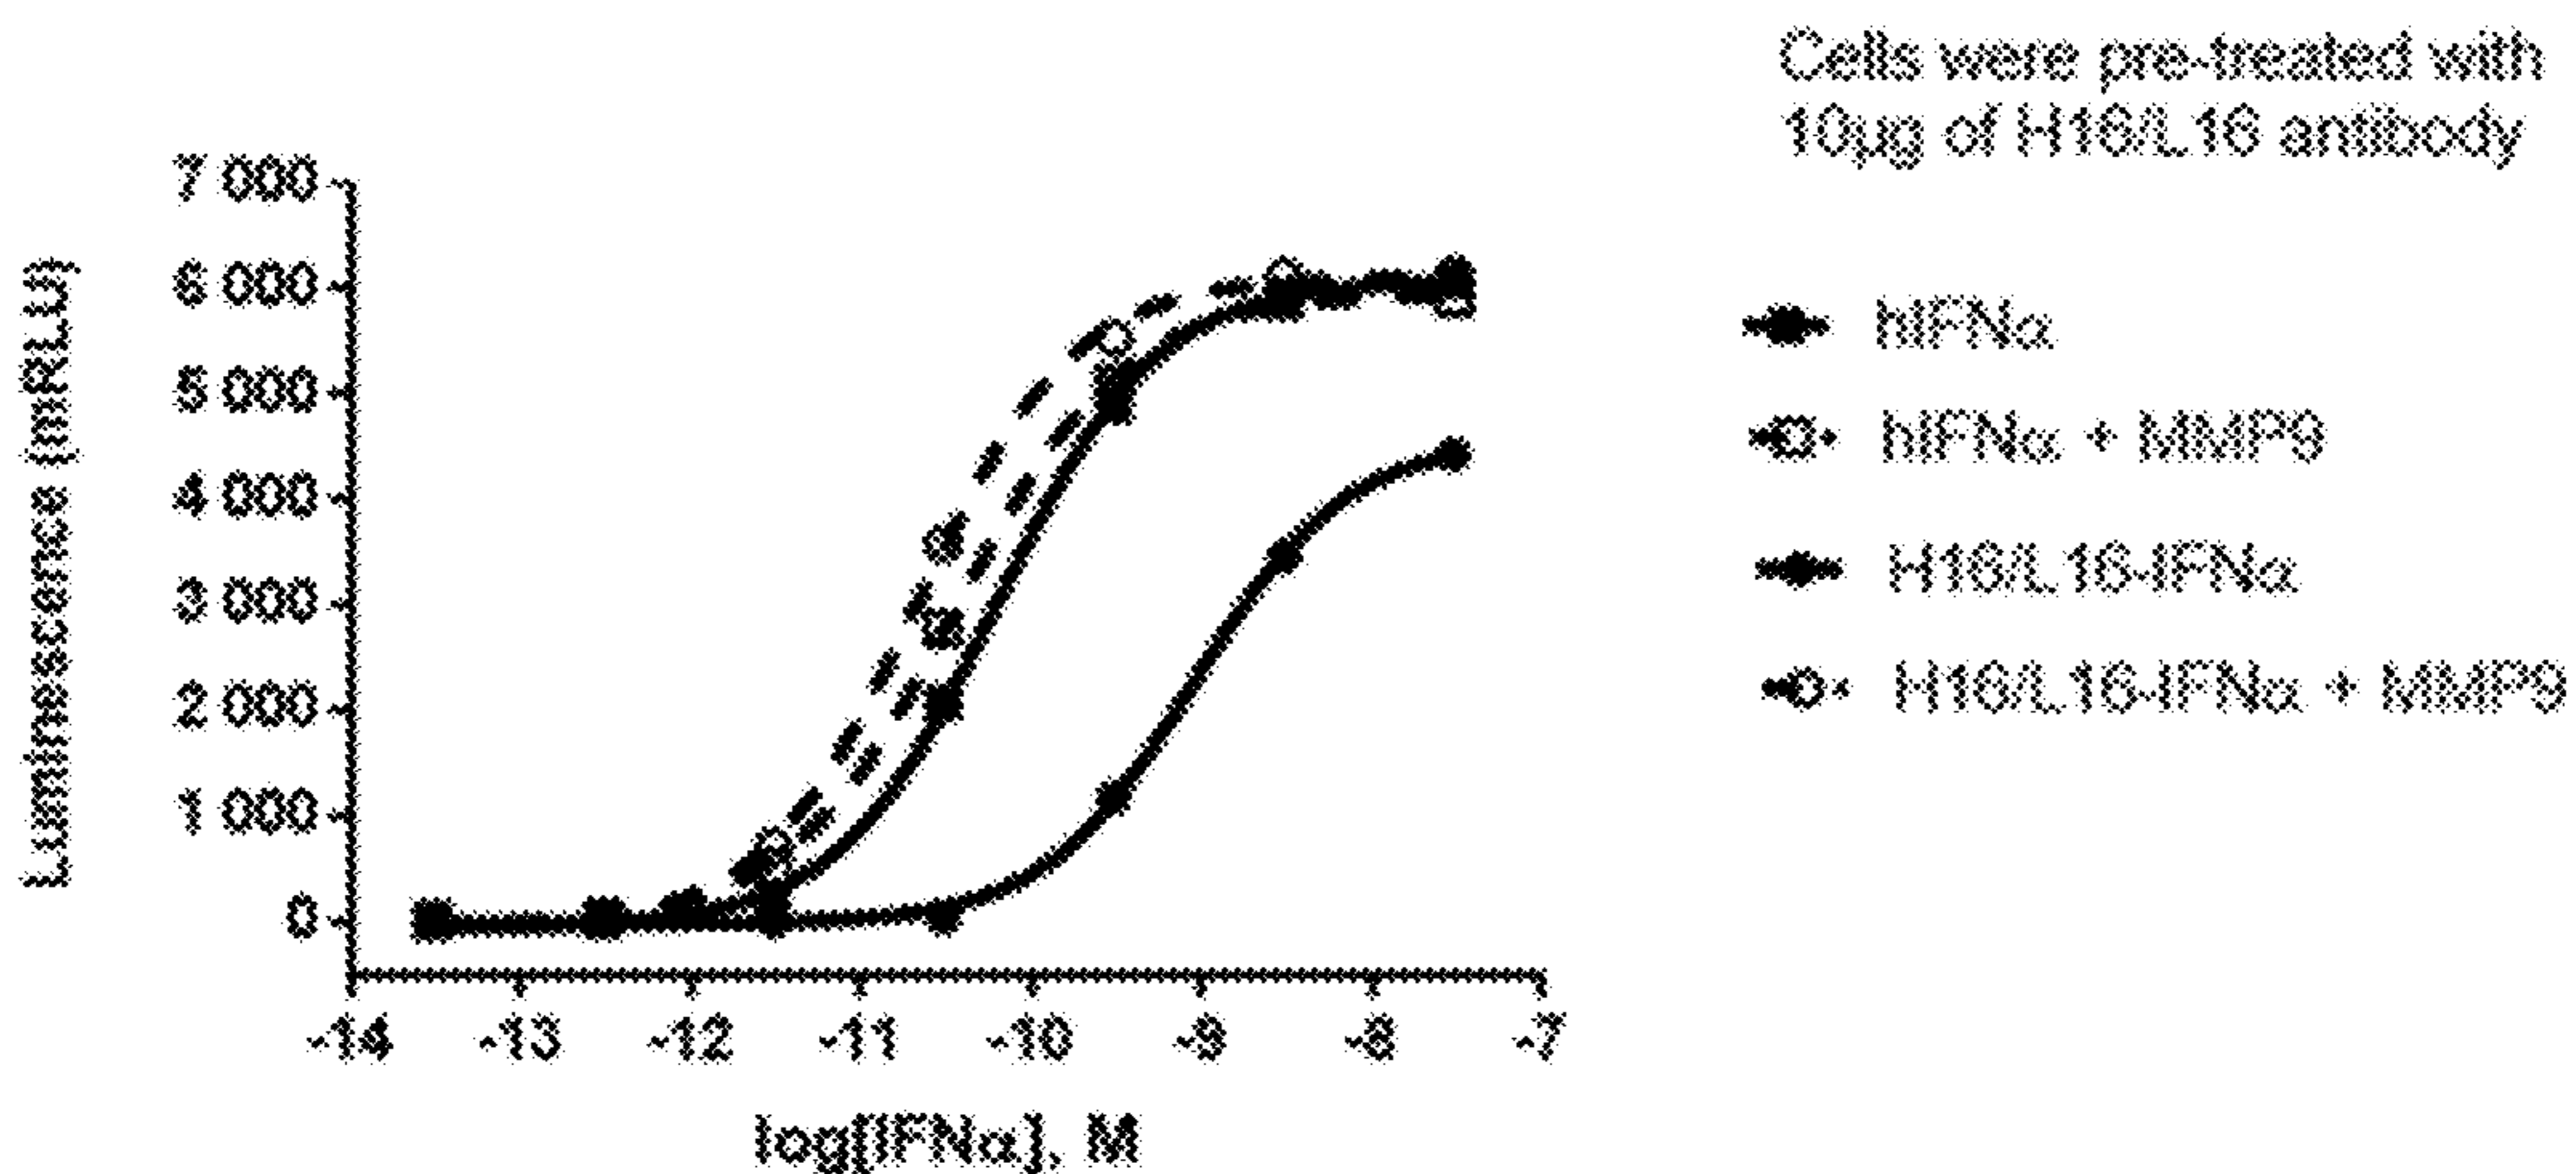 Cells were pre-treated with
10µg of H16/L16 antibody
7 000
6 000
5 000
4 000
3 000
2 000
1 000
0
Luminescence (mRLU)
-14 -13 -12 -11 -10 -9 -8 -7
log[IFNα], M
hIFNα
hIFNα + MMP9
H16/L16-IFNα
H16/L16-IFNα + MMP9